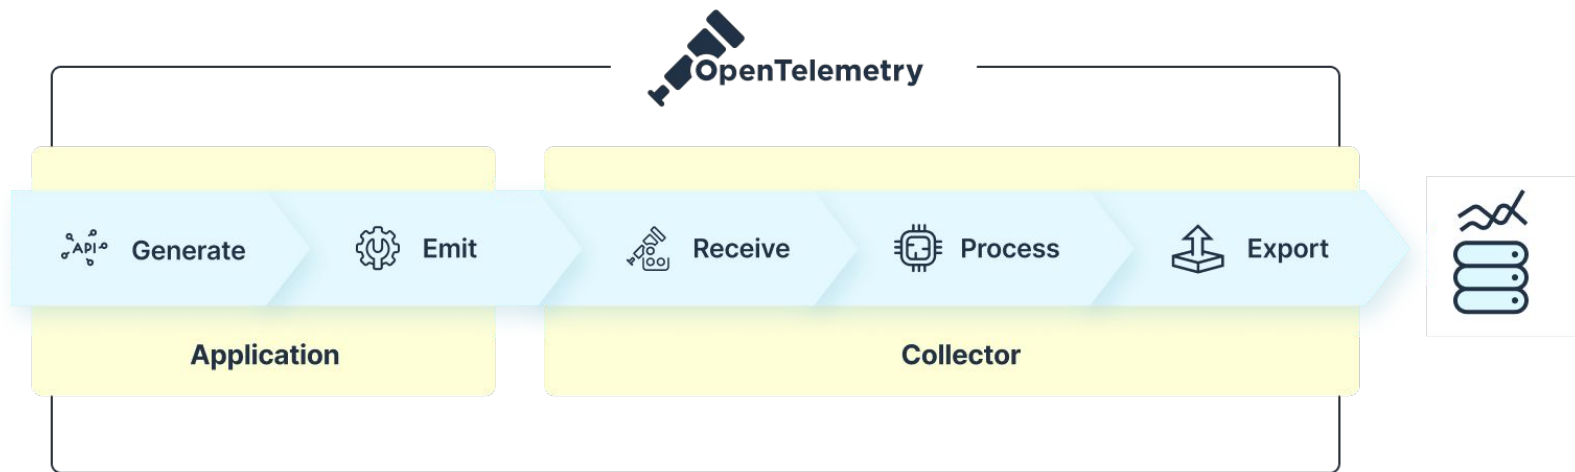 OpenTelemetry
API
Generate
Emit
Receive
Process
Export
Application
Collector